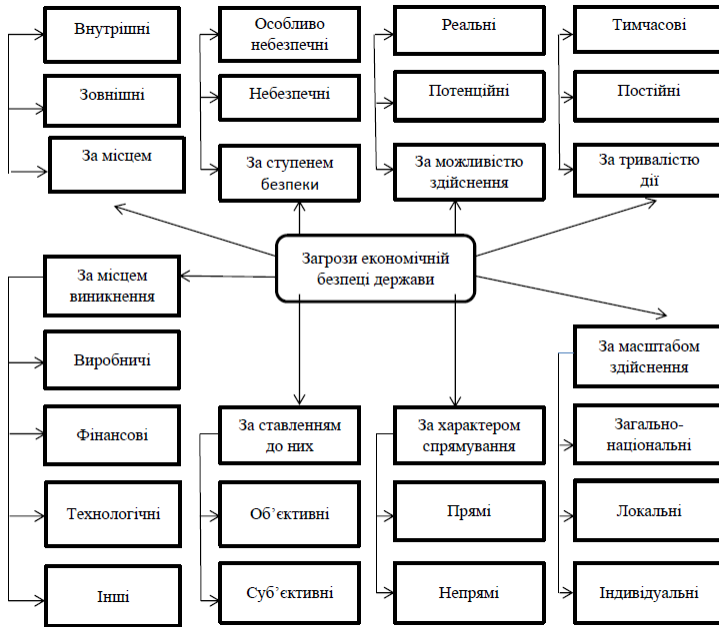 Внутрішні
Зовнішні
За місцем
Особливо
небезпечні
Небезпечні
За ступенем
безпеки
Реальні
Потенційні
За можливістю
здійснення
Тимчасові
Постійні
За тривалістю
дії
Загрози економічній
безпеці держави
За місцем
виникнення
Виробничі
Фінансові
Технологічні
Інші
За ставленням
до них
Об’єктивні
Суб’єктивні
За характером
спрямування
Прямі
Непрямі
За масштабом
здійснення
Загально-
національні
Локальні
Індивідуальні